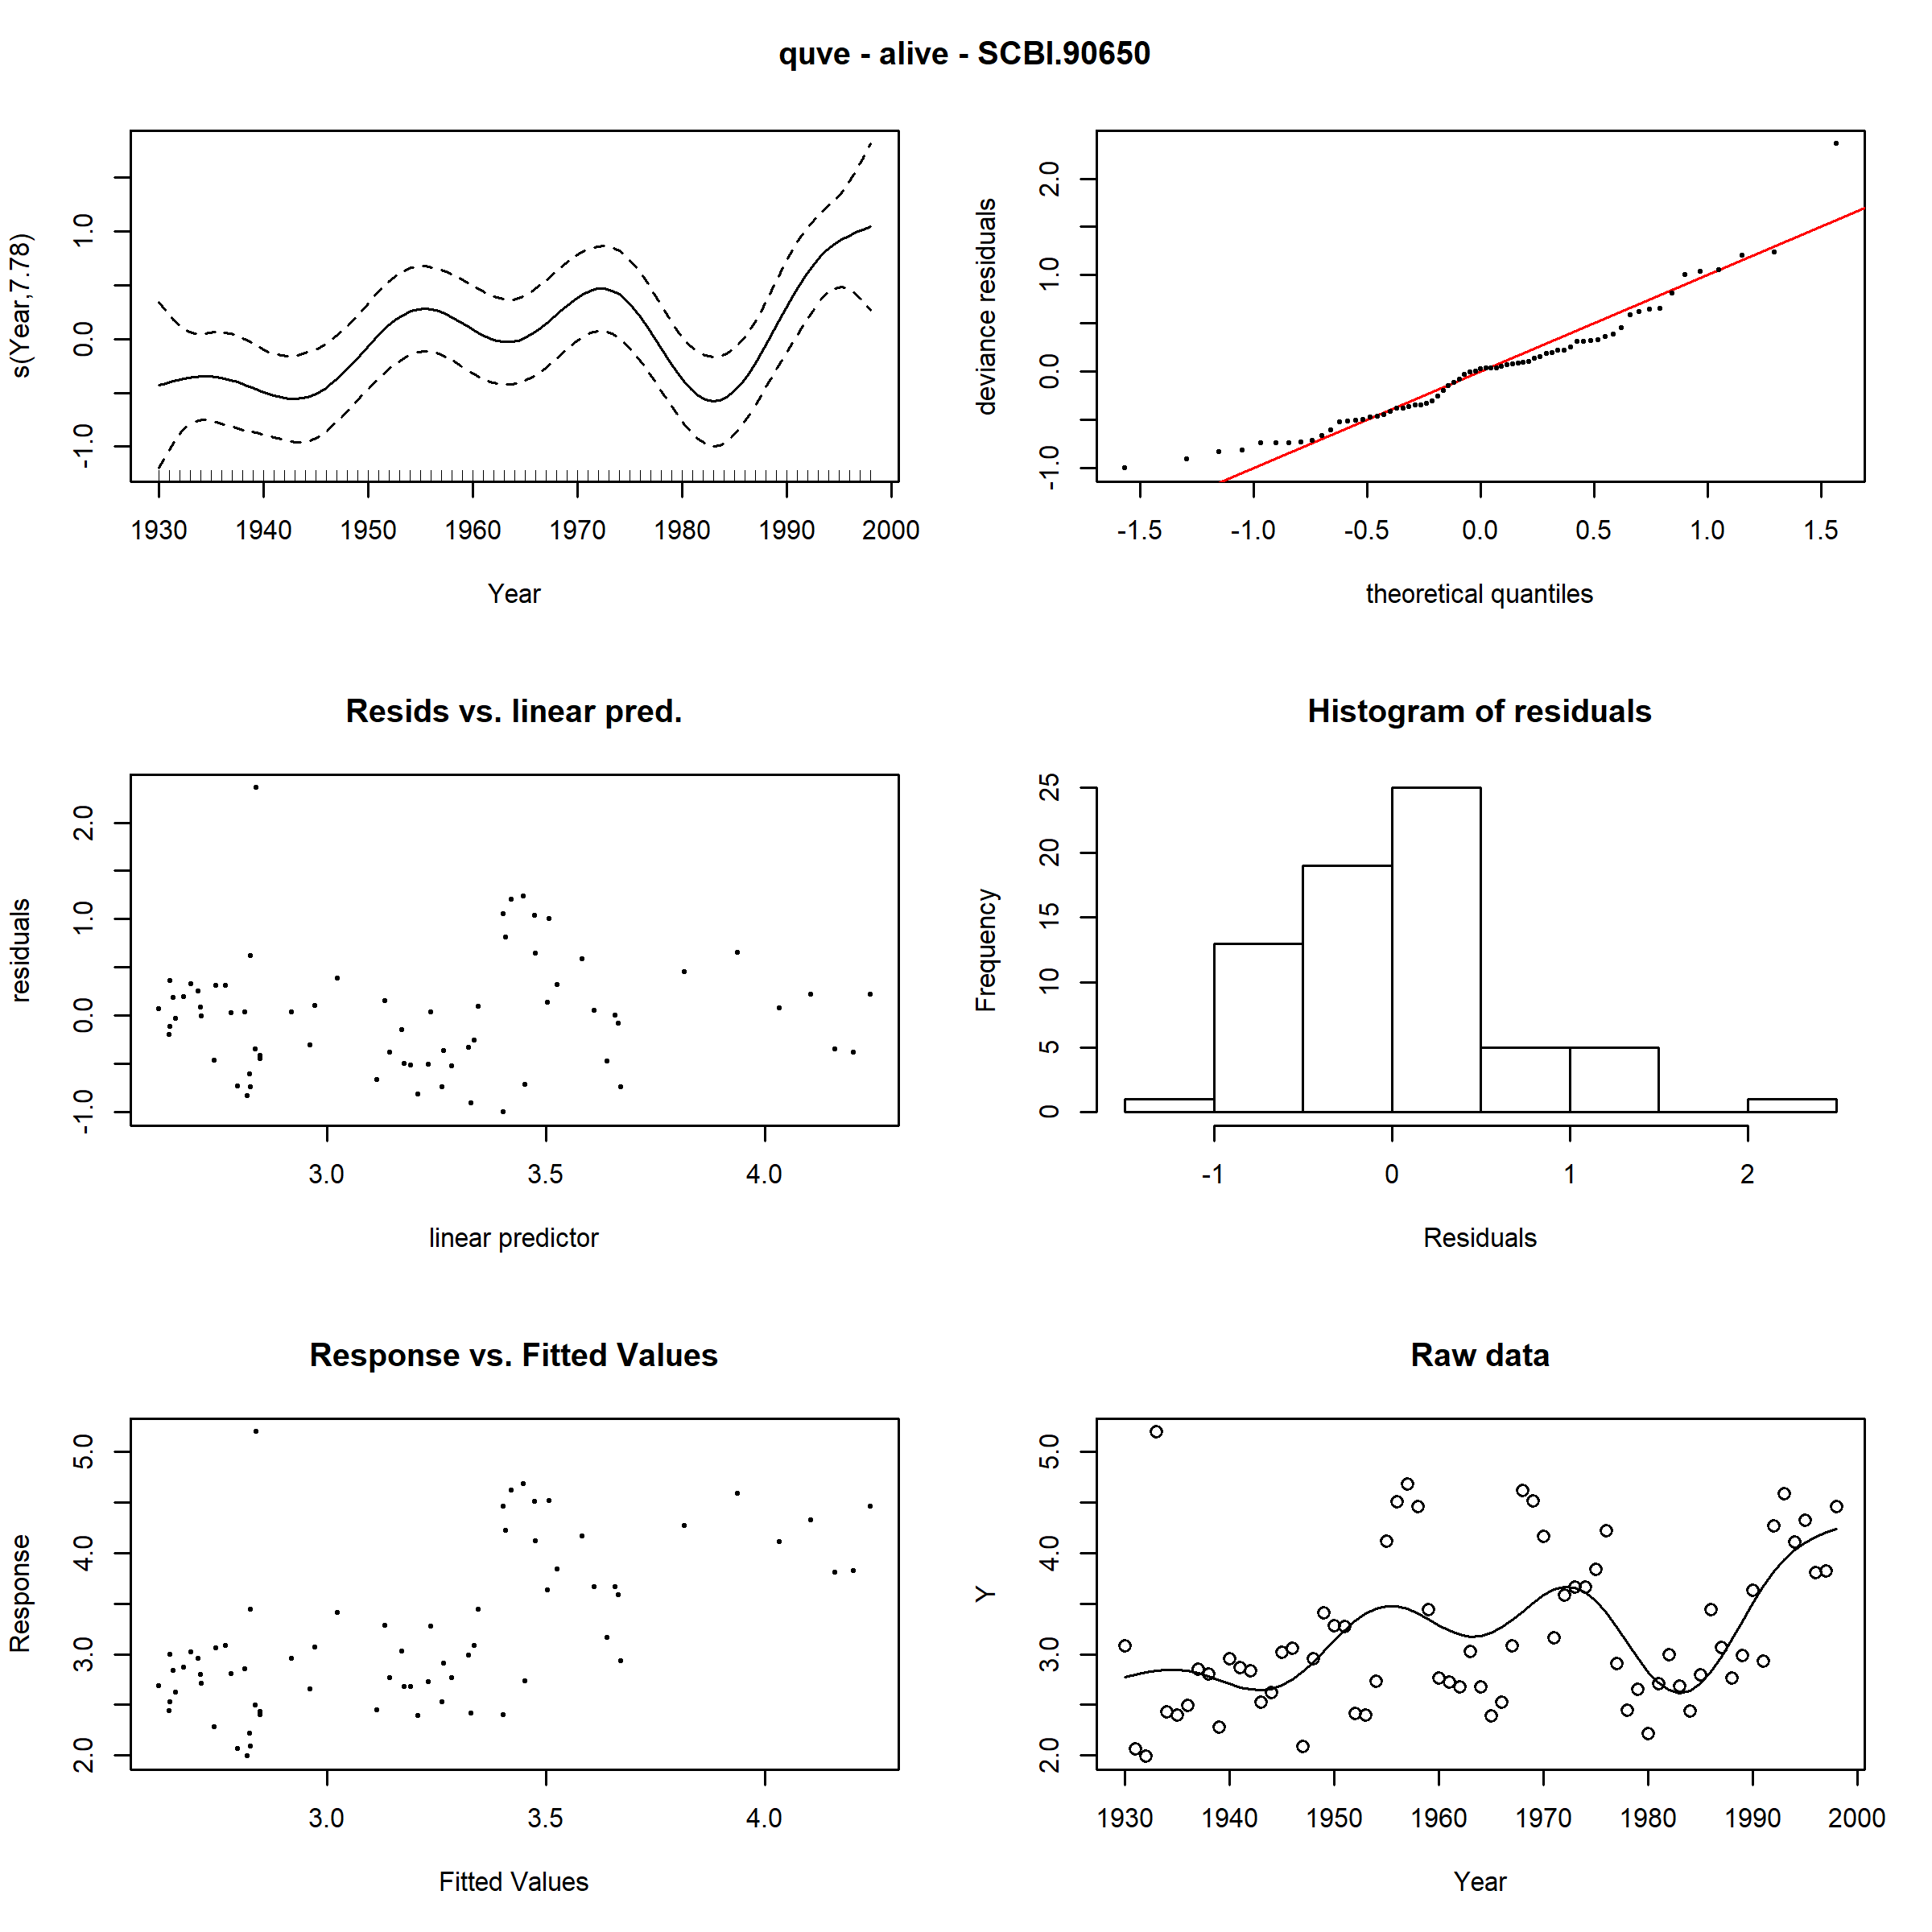 quve - alive - SCBI.90650
s(Year,7.78)
-1.0 0.0 1.0
1930 1940 1950 1960 1970 1980 1990 2000
Year
deviance residuals
-1.0 0.0 1.0 2.0
-1.5 -1.0 -0.5 0.0 0.5 1.0 1.5
theoretical quantiles
Resids vs. linear pred.
residuals
-1.0 0.0 1.0 2.0
3.0 3.5 4.0
linear predictor
Histogram of residuals
Frequency
0 5 10 15 20 25
-1 0 1 2
Residuals
Response vs. Fitted Values
Response
2.0 3.0 4.0 5.0
3.0 3.5 4.0
Fitted Values
Raw data
Y
2.0 3.0 4.0 5.0
1930 1940 1950 1960 1970 1980 1990 2000
Year